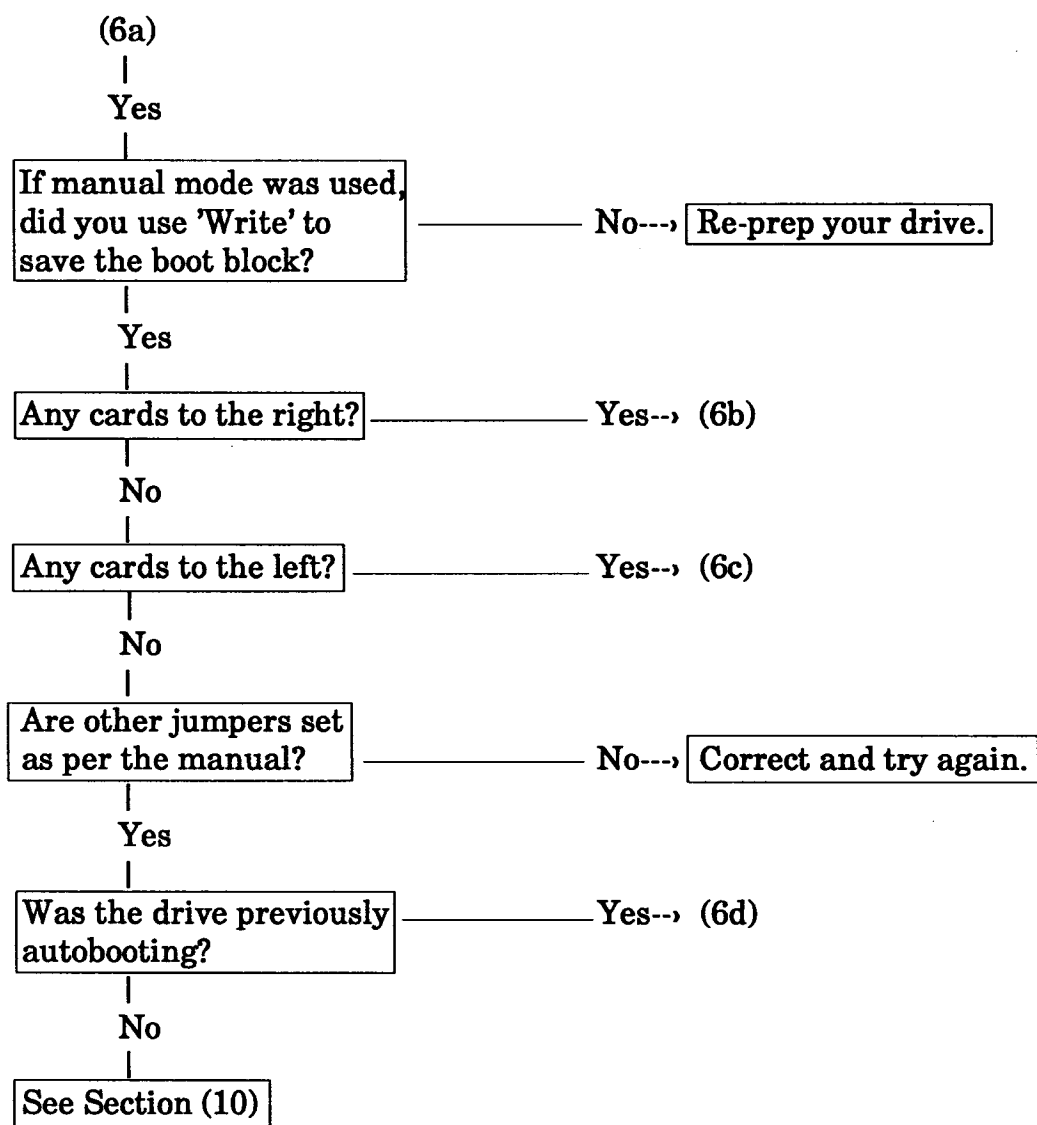 (6a)
Yes
If manual mode was used,
did you use 'Write' to
save the boot block?
No---› Re-prep your drive.
Yes
Any cards to the right?
Yes--› (6b)
No
Any cards to the left?
Yes--› (6c)
No
Are other jumpers set
as per the manual?
No---› Correct and try again.
Yes
Was the drive previously
autobooting?
Yes--› (6d)
No
See Section (10)